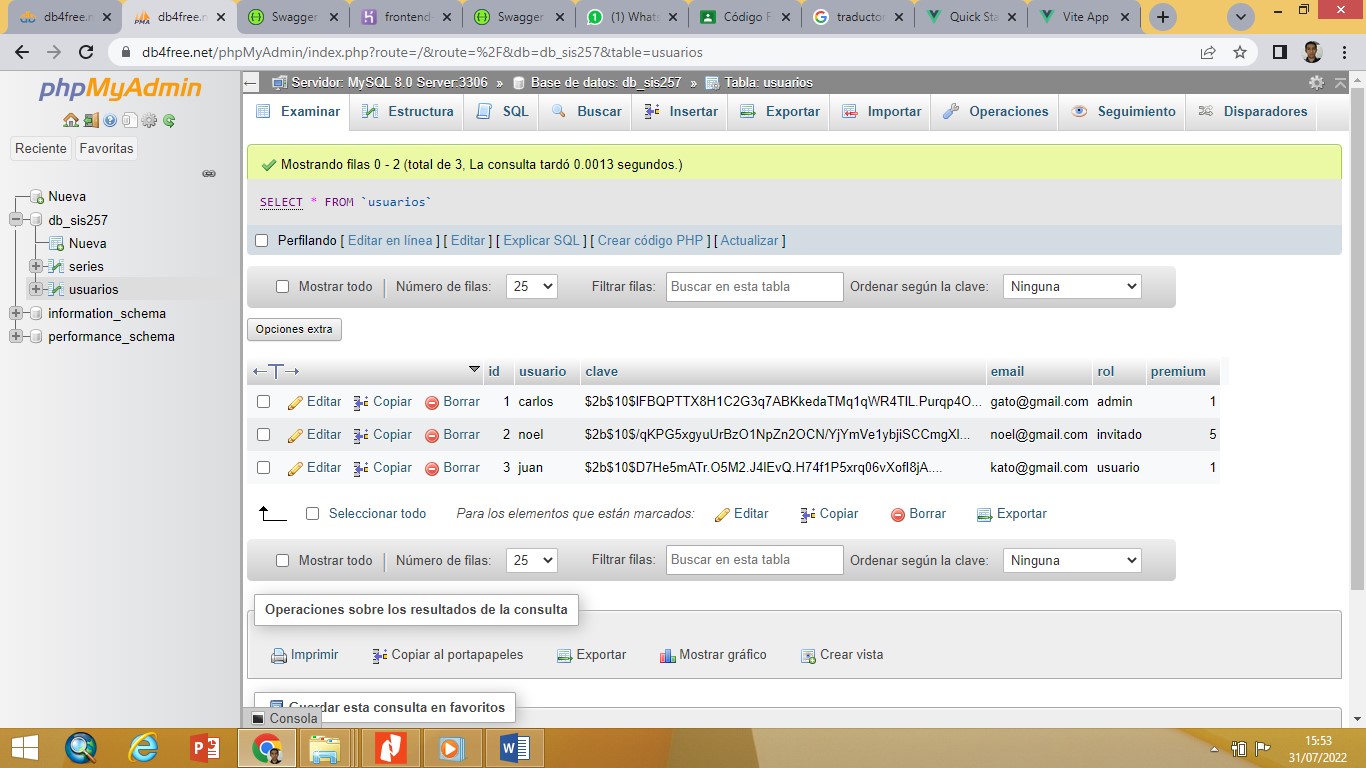 db4free.n
db4free.n
Swagger
frontend
Swagger
(1) Whats
Código F
traductor
Quick Sta
Vite App
db4free.net/phpMyAdmin/index.php?route=/&route=%2F&db=db_sis257&table=usuarios
phpMyAdmin
Reciente
Favoritas
Nueva
db_sis257
Nueva
series
usuarios
information_schema
performance_schema
Servidor: MySQL 8.0 Server:3306 » Base de datos: db_sis257 » Tabla: usuarios
Examinar
Estructura
SQL
Buscar
Insertar
Exportar
Importar
Operaciones
Seguimiento
Disparadores
Mostrando filas 0 - 2 (total de 3, La consulta tardó 0.0013 segundos.)
SELECT * FROM `usuarios`
Perfilando [ Editar en línea ] [ Editar ] [ Explicar SQL ] [ Crear código PHP ] [ Actualizar ]
Mostrar todo | Número de filas: 25 Filtrar filas: Buscar en esta tabla Ordenar según la clave: Ninguna
Opciones extra
←T→ id usuario clave email rol premium
Editar Copiar Borrar 1 carlos $2b$10$IFBQPTTX8H1C2G3q7ABKkedaTMq1qWR4TIL.Purqp4O... gato@gmail.com admin 1
Editar Copiar Borrar 2 noel $2b$10$/qKPG5xgyuUrBzO1NpZn2OCN/YjYmVe1ybjiSCCmgXl... noel@gmail.com invitado 5
Editar Copiar Borrar 3 juan $2b$10$D7He5mATr.O5M2.J4lEvQ.H74f1P5xrq06vXofl8jA.... kato@gmail.com usuario 1
Seleccionar todo Para los elementos que están marcados: Editar Copiar Borrar Exportar
Mostrar todo | Número de filas: 25 Filtrar filas: Buscar en esta tabla Ordenar según la clave: Ninguna
Operaciones sobre los resultados de la consulta
Imprimir Copiar al portapapeles Exportar Mostrar gráfico Crear vista
Guardar esta consulta en favoritos
Consola
15:53
31/07/2022